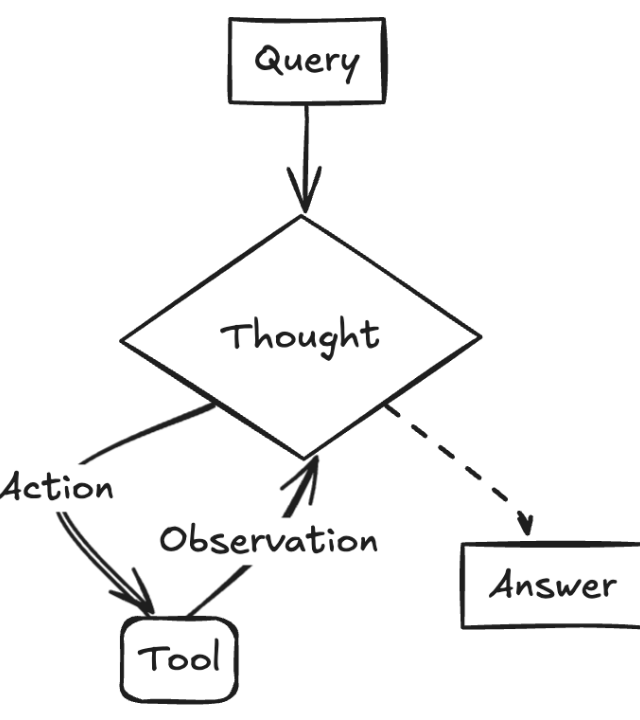 Query
Thought
Action
Observation
Answer
Tool